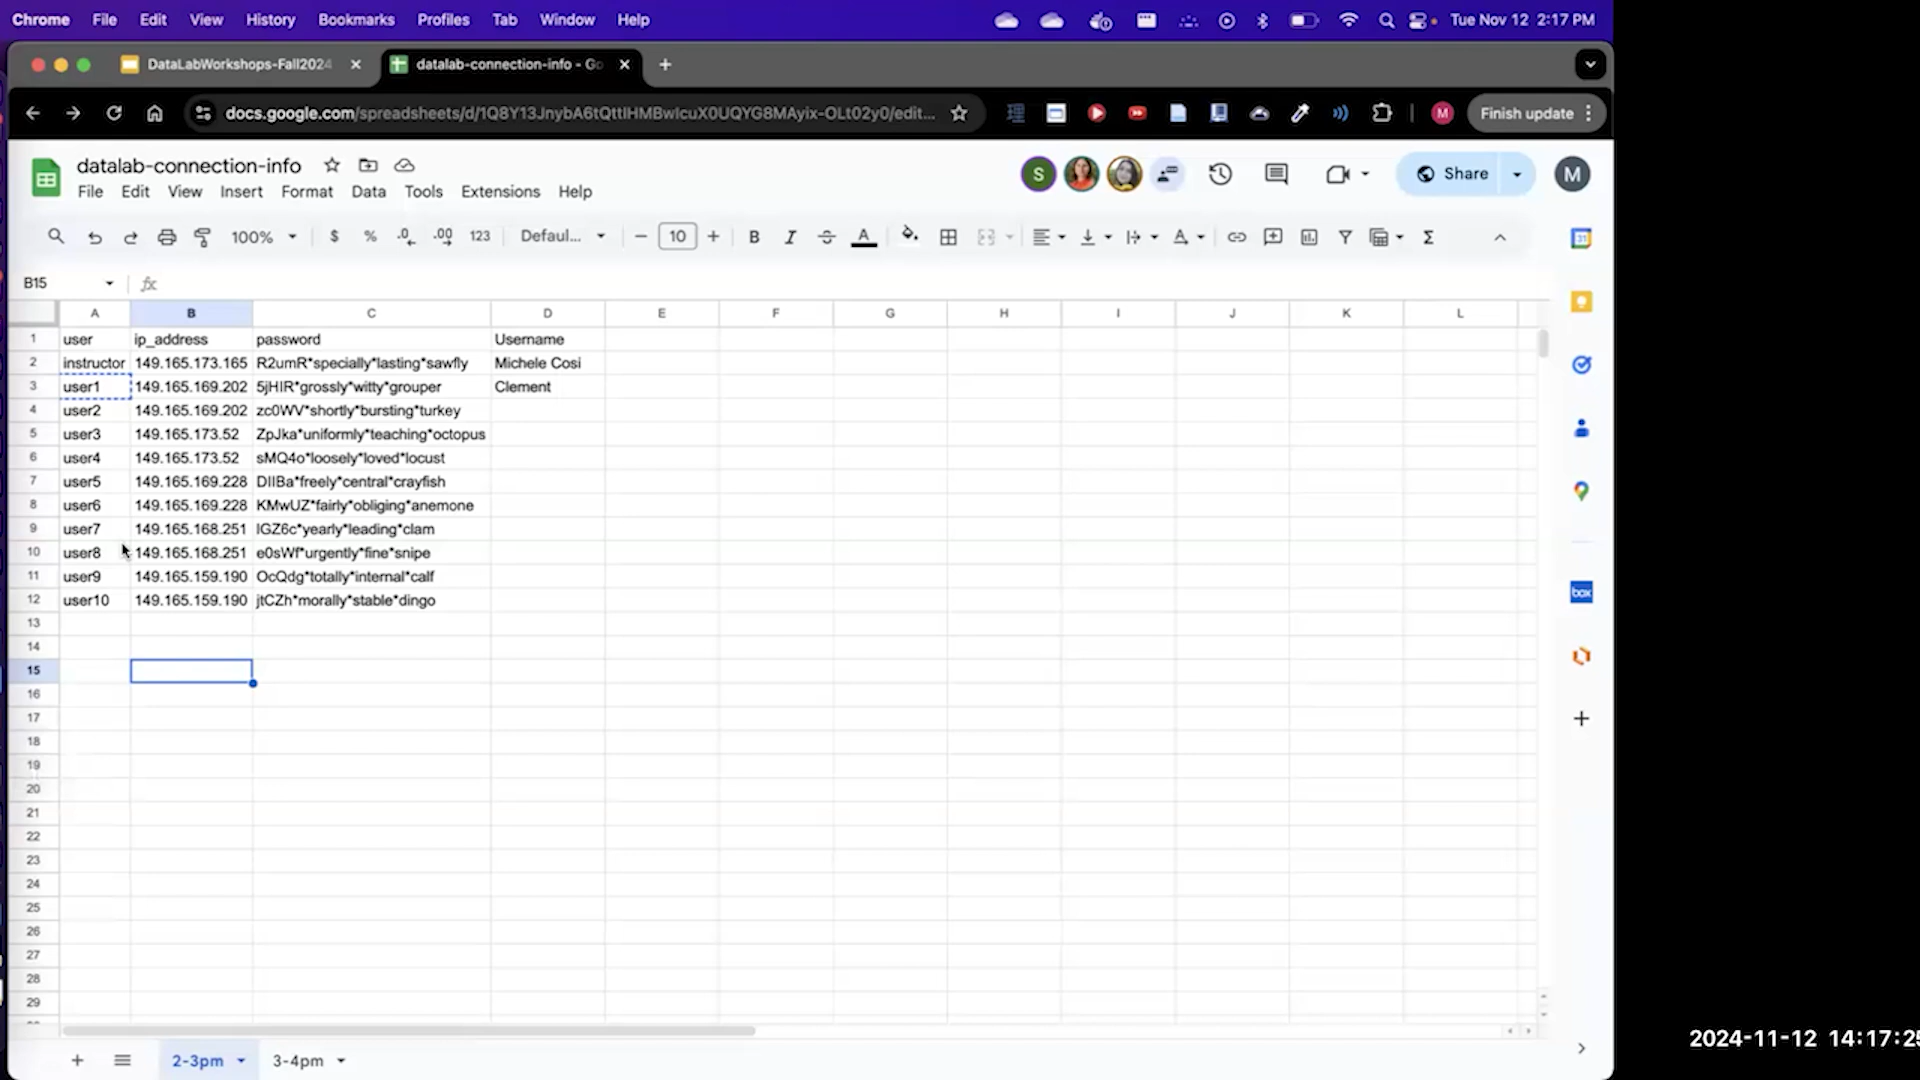 Chrome File Edit View History Bookmarks Profiles Tab Window Help Tue Nov 12 2:17 PM
DataLabWorkshops-Fall2024 datalab-connection-info - Go
docs.google.com/spreadsheets/d/1Q8Y13JnybA6tQttIHMBwIcuX0UQYG8MAyix-OLt02y0/edit... M Finish update
datalab-connection-info
S Share M
File Edit View Insert Format Data Tools Extensions Help
100% $ % .0 .00 123 Defaul... − 10 + B I A Σ
B15 fx
A B C D E F G H I J K L
1 user ip_address password Username
2 instructor 149.165.173.165 R2umR*specially*lasting*sawfly Michele Cosi
3 user1 149.165.169.202 5jHIR*grossly*witty*grouper Clement
4 user2 149.165.169.202 zc0WV*shortly*bursting*turkey
5 user3 149.165.173.52 ZpJka*uniformly*teaching*octopus
6 user4 149.165.173.52 sMQ4o*loosely*loved*locust
7 user5 149.165.169.228 DIIBa*freely*central*crayfish
8 user6 149.165.169.228 KMwUZ*fairly*obliging*anemone
9 user7 149.165.168.251 lGZ6c*yearly*leading*clam
10 user8 149.165.168.251 e0sWf*urgently*fine*snipe
11 user9 149.165.159.190 OcQdg*totally*internal*calf
12 user10 149.165.159.190 jtCZh*morally*stable*dingo
13
14
15
16
17
18
19
20
21
22
23
24
25
26
27
28
29
box
2-3pm 3-4pm
2024-11-12 14:17:25